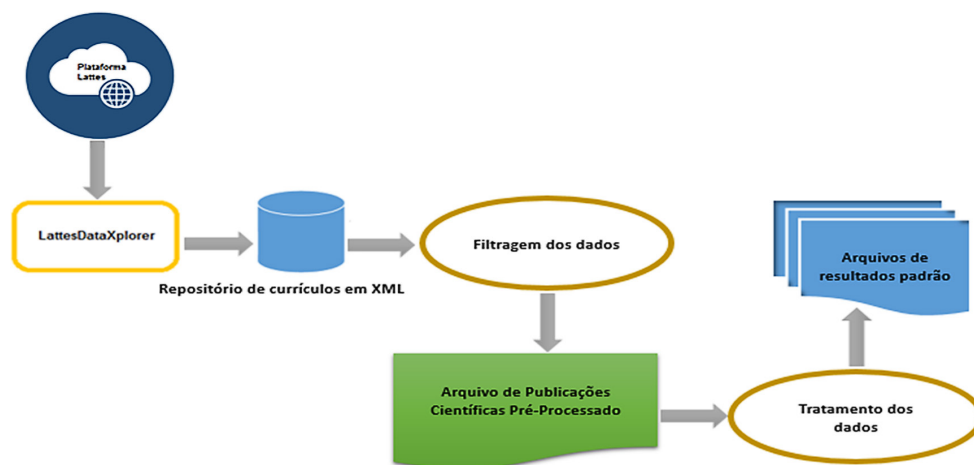 Plataforma
Lattes
LattesDataXplorer
Repositório de currículos em XML
Filtragem dos dados
Arquivo de Publicações
Científicas Pré-Processado
Tratamento dos
dados
Arquivos de
resultados padrão